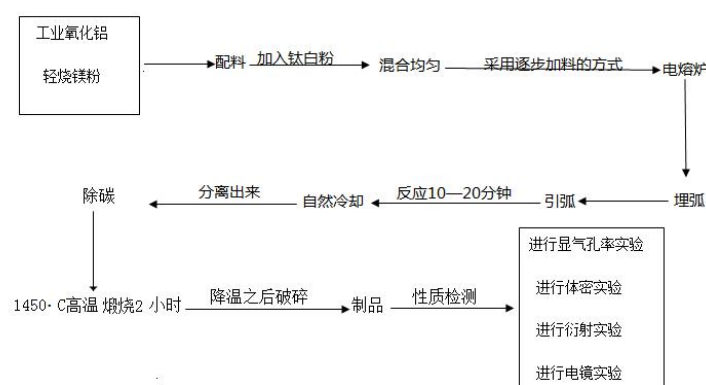 工业氧化铝
轻烧镁粉
配料
加入钛白粉
混合均匀
采用逐步加料的方式
电熔炉
埋弧
引弧
反应10—20分钟
自然冷却
分离出来
除碳
1450·C高温 煅烧2 小时
降温之后破碎
制品
性质检测
进行显气孔率实验
进行体密实验
进行衍射实验
进行电镜实验